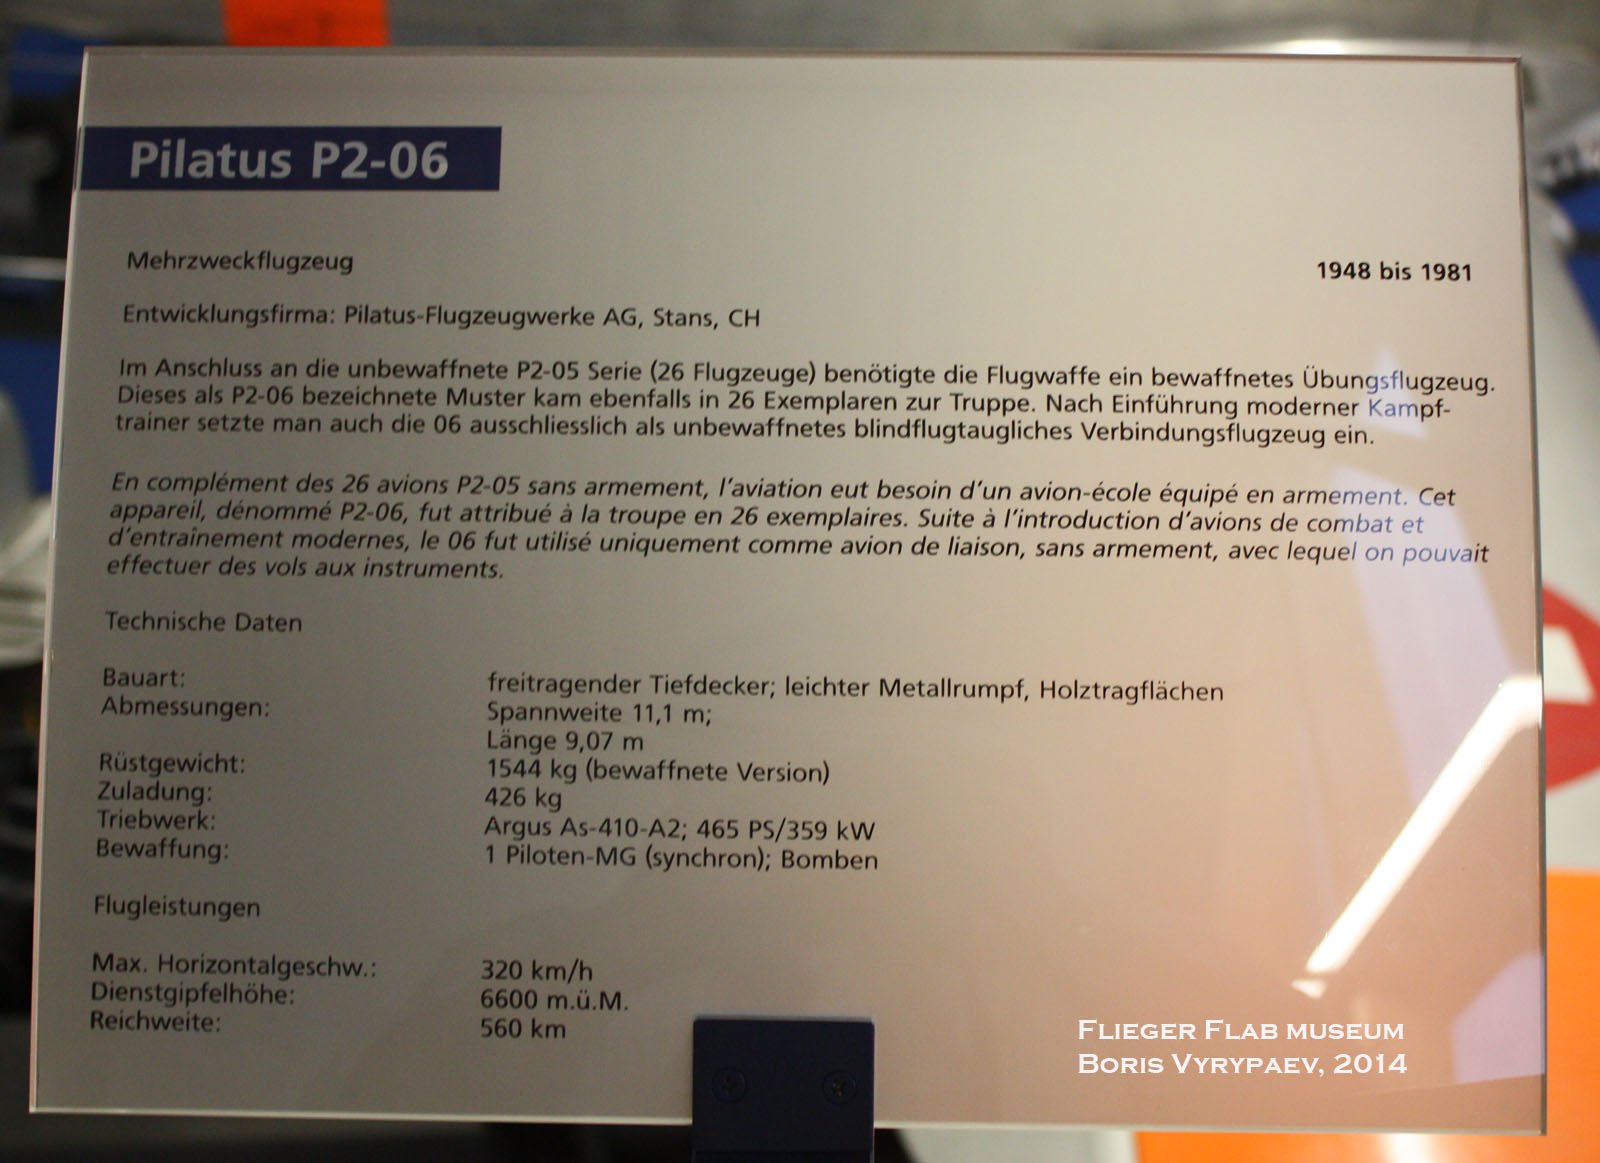 Pilatus P2-06
Mehrzweckflugzeug
1948 bis 1981
Entwicklungsfirma: Pilatus-Flugzeugwerke AG, Stans, CH
Im Anschluss an die unbewaffnete P2-05 Serie (26 Flugzeuge) benötigte die Flugwaffe ein bewaffnetes Übungsflugzeug.
Dieses als P2-06 bezeichnete Muster kam ebenfalls in 26 Exemplaren zur Truppe. Nach Einführung moderner Kampf-
trainer setzte man auch die 06 ausschliesslich als unbewaffnetes blindflugtaugliches Verbindungsflugzeug ein.
En complément des 26 avions P2-05 sans armement, l'aviation eut besoin d'un avion-école équipé en armement. Cet
appareil, dénommé P2-06, fut attribué à la troupe en 26 exemplaires. Suite à l'introduction d'avions de combat et
d'entraînement modernes, le 06 fut utilisé uniquement comme avion de liaison, sans armement, avec lequel on pouvait
effectuer des vols aux instruments.
Technische Daten
Bauart: freitragender Tiefdecker; leichter Metallrumpf, Holztragflächen
Abmessungen: Spannweite 11,1 m;
Länge 9,07 m
Rüstgewicht: 1544 kg (bewaffnete Version)
Zuladung: 426 kg
Triebwerk: Argus As-410-A2; 465 PS/359 kW
Bewaffung: 1 Piloten-MG (synchron); Bomben
Flugleistungen
Max. Horizontalgeschw.: 320 km/h
Dienstgipfelhöhe: 6600 m.ü.M.
Reichweite: 560 km
Flieger Flab museum
Boris Vyrypaev, 2014